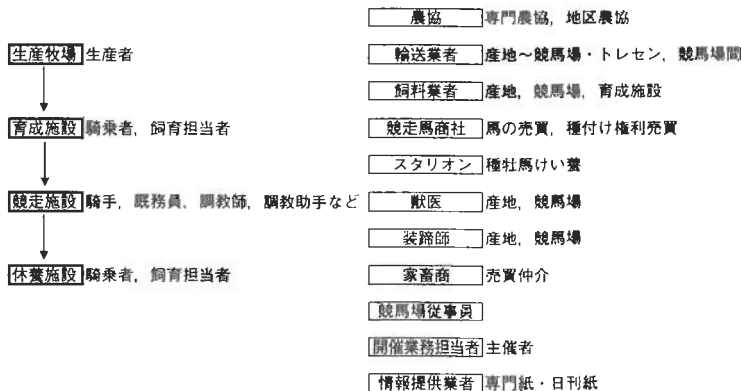 農協 専門農協，地区農協
生産牧場 生産者
輸送業者 産地～競馬場・トレセン，競馬場間
飼料業者 産地，競馬場，育成施設
育成施設 騎乗者，飼育担当者
競走馬商社 馬の売買，種付け権利売買
スタリオン 種牡馬けい養
競走施設 騎手，厩務員、調教師，調教助手など
獣医 産地，競馬場
装蹄師 産地，競馬場
休養施設 騎乗者，飼育担当者
家畜商 売買仲介
競馬場従事員
開催業務担当者 主催者
情報提供業者 専門紙・日刊紙